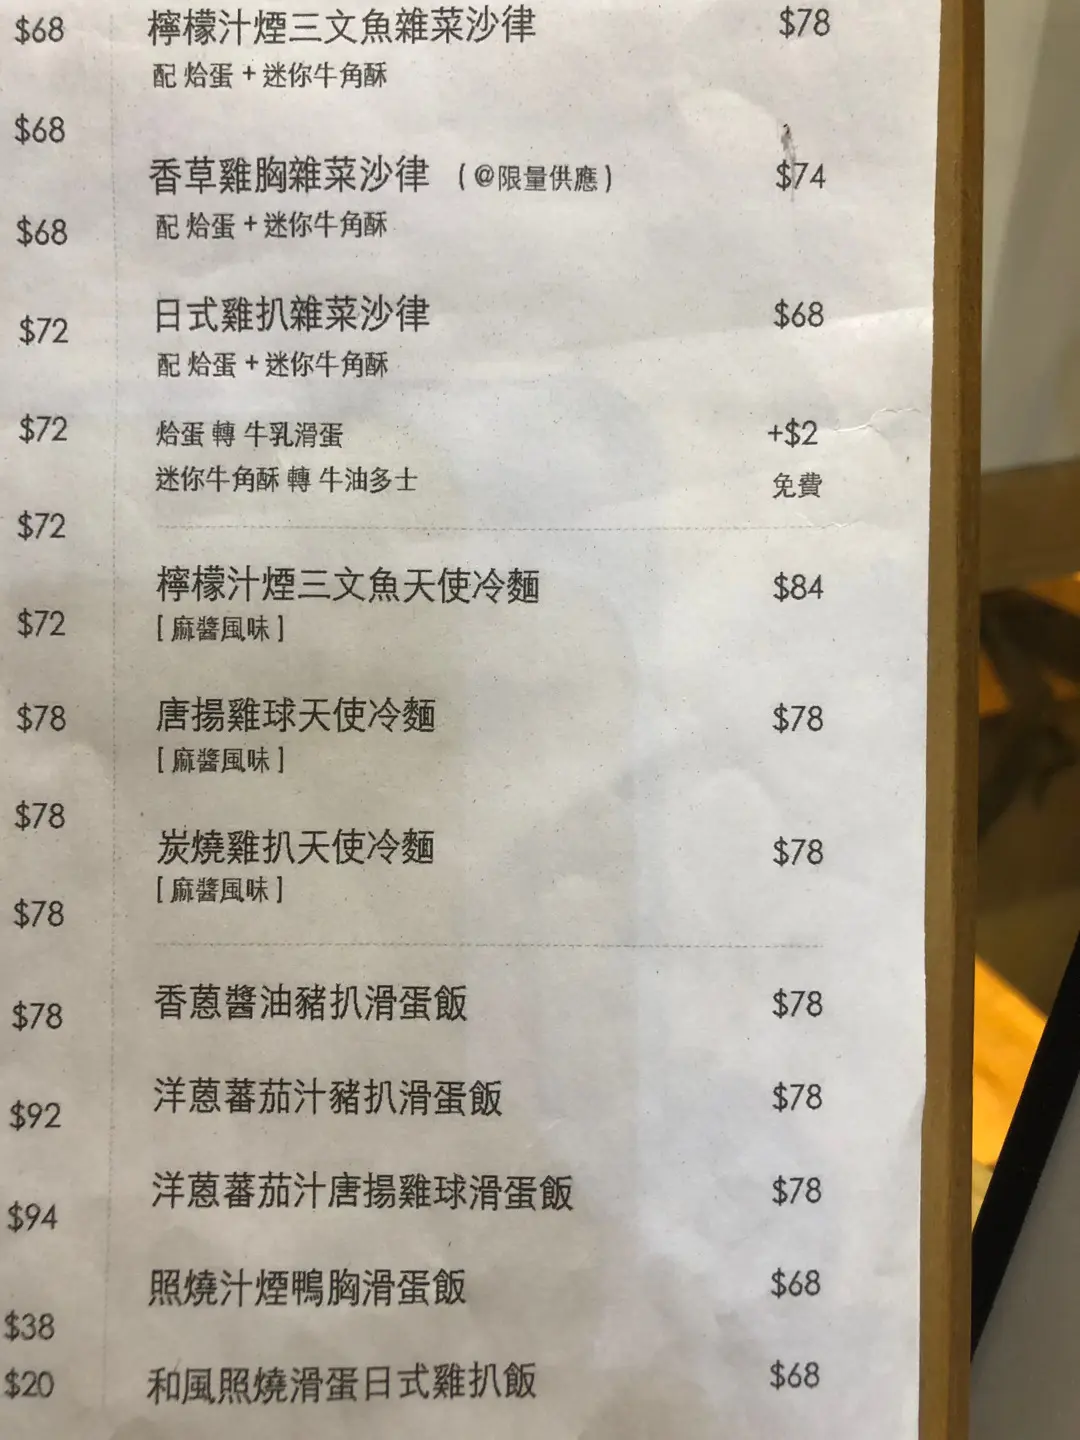 $68
$68
$68
$72
$72
$72
$72
$78
$78
$78
$78
$92
$94
$38
$20
檸檬汁煙三文魚雜菜沙律 $78
配 烚蛋 + 迷你牛角酥
香草雞胸雜菜沙律 (@限量供應) $74
配 烚蛋 + 迷你牛角酥
日式雞扒雜菜沙律 $68
配 烚蛋 + 迷你牛角酥
烚蛋 轉 牛乳滑蛋 +$2
迷你牛角酥 轉 牛油多士 免費
檸檬汁煙三文魚天使冷麵 $84
[ 麻醬風味 ]
唐揚雞球天使冷麵 $78
[ 麻醬風味 ]
炭燒雞扒天使冷麵 $78
[ 麻醬風味 ]
香蔥醬油豬扒滑蛋飯 $78
洋蔥蕃茄汁豬扒滑蛋飯 $78
洋蔥蕃茄汁唐揚雞球滑蛋飯 $78
照燒汁煙鴨胸滑蛋飯 $68
和風照燒滑蛋日式雞扒飯 $68